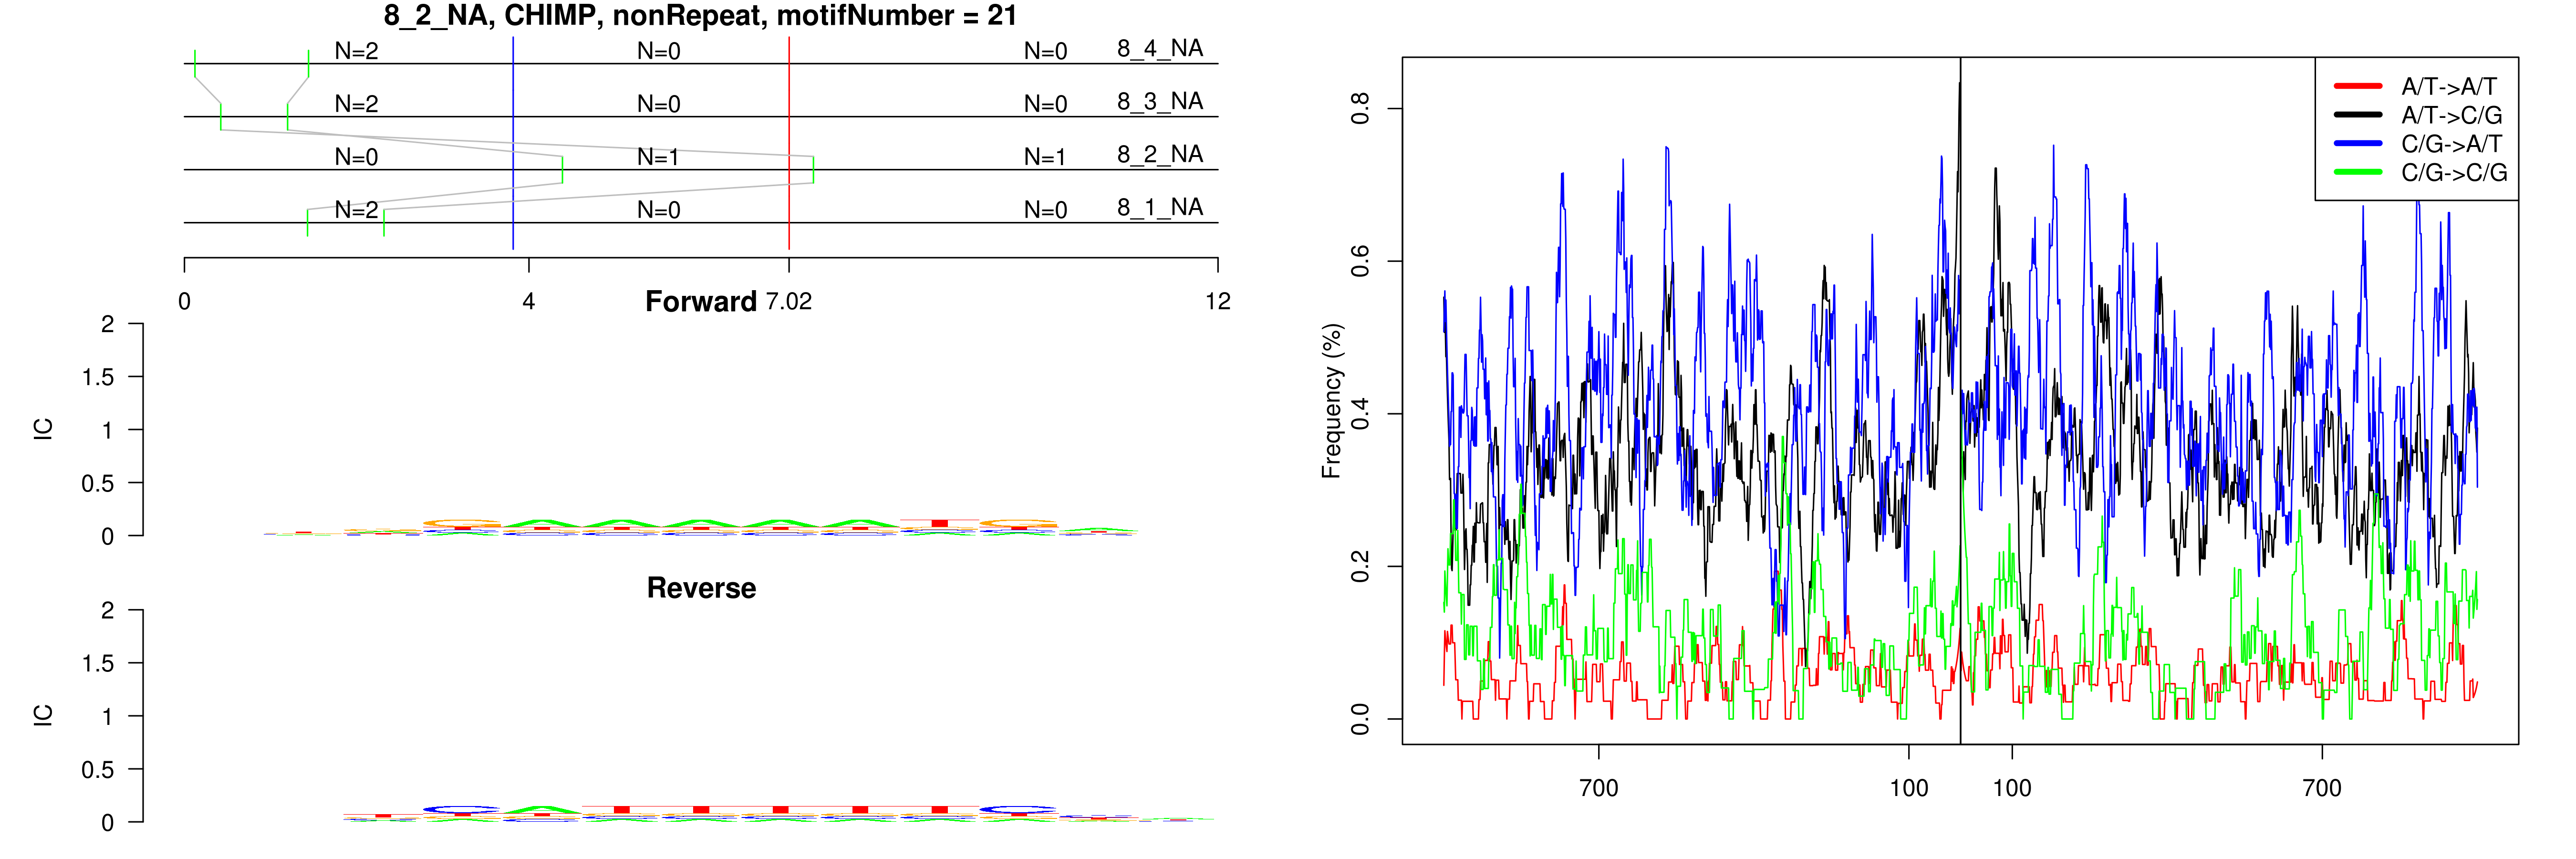 8_2_NA, CHIMP, nonRepeat, motifNumber = 21
N=2 N=0 N=0 8_4_NA
N=2 N=0 N=0 8_3_NA
N=0 N=1 N=1 8_2_NA
N=2 N=0 N=0 8_1_NA
0 4 7.02 12
Forward
2
1.5
1
0.5
0
IC
Reverse
2
1.5
1
0.5
0
IC
A/T->A/T
A/T->C/G
C/G->A/T
C/G->C/G
Frequency (%)
0.8
0.6
0.4
0.2
0.0
700 100 100 700